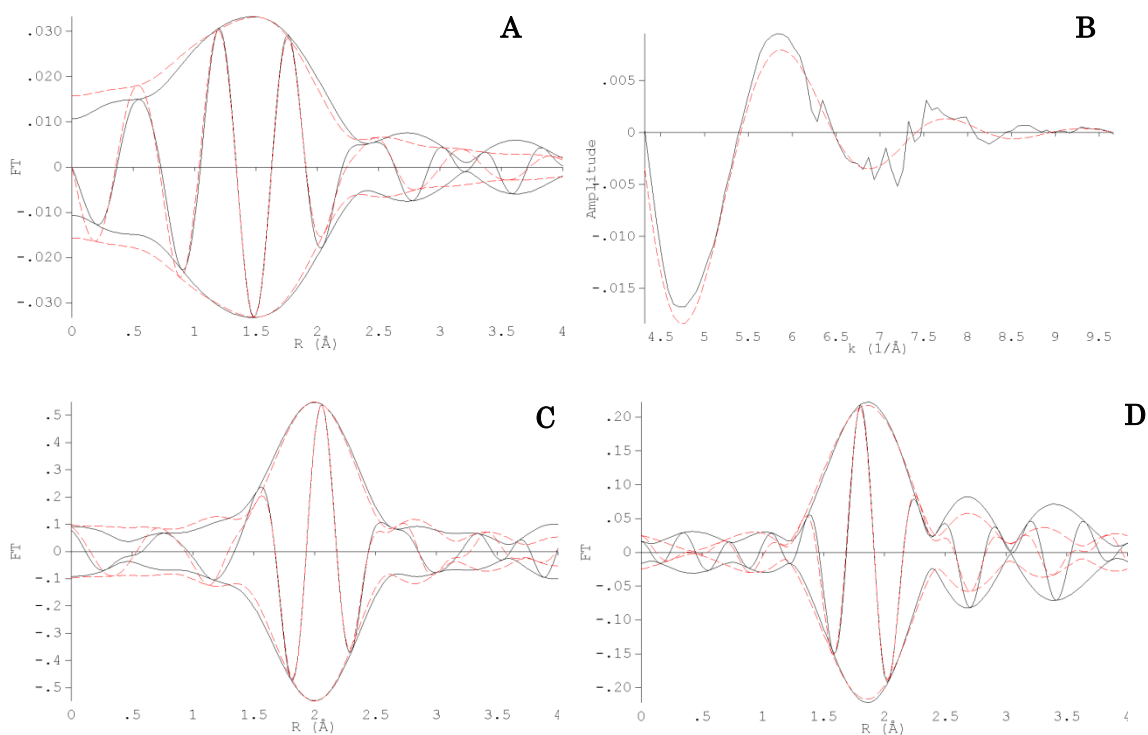 A
.030
.020
.010
0
-.010
-.020
-.030
FT
0 .5 1 1.5 2 2.5 3 3.5 4
R (Å)
B
.005
0
-.005
-.010
-.015
Amplitude
4.5 5 5.5 6 6.5 7 7.5 8 8.5 9 9.5
k (1/Å)
C
.5
.4
.3
.2
.1
0
-0.1
-.2
-.3
-.4
-.5
FT
0 .5 1 1.5 2 2.5 3 3.5 4
R (Å)
D
.20
.15
.10
.05
0
-0.05
-.10
-.15
-.20
FT
0 .5 1 1.5 2 2.5 3 3.5 4
R (Å)